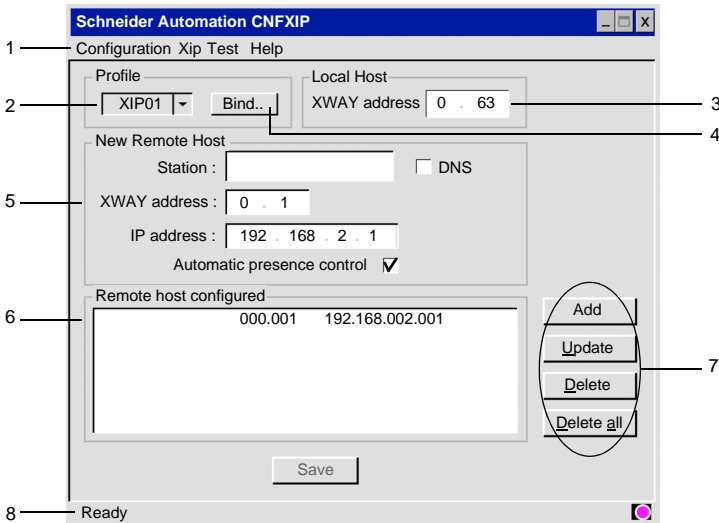 Schneider Automation CNFXIP
X
1
Configuration Xip Test Help
Profile
Local Host
2
XIP01
Bind..
XWAY address 0 . 63
3
4
New Remote Host
Station :
DNS
5
XWAY address : 0 . 1
IP address : 192 . 168 . 2 . 1
Automatic presence control
Remote host configured
6
000.001 192.168.002.001
Add
Update
7
Delete
Delete all
Save
8
Ready